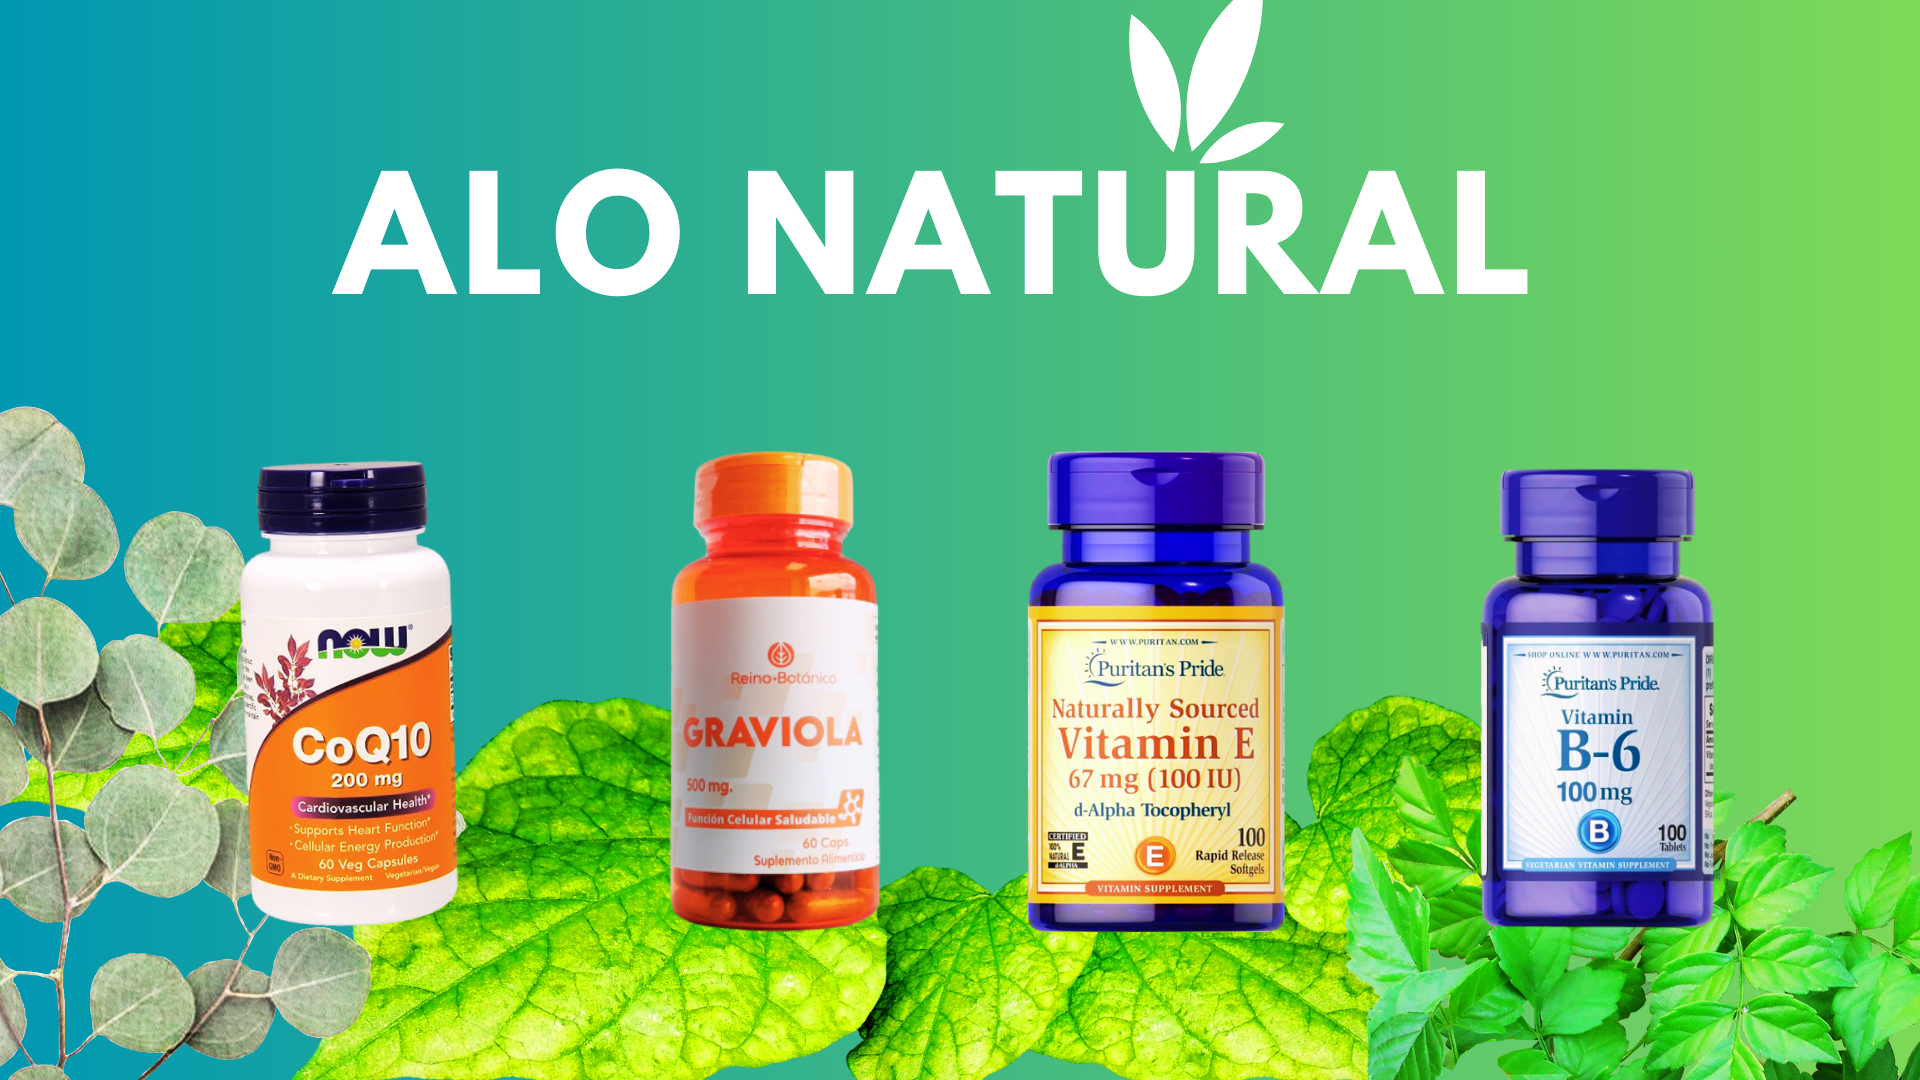 ALO NATURAL
now®
CoQ10
200 mg
Cardiovascular Health*
•Supports Heart Function*
•Cellular Energy Production*
60 Veg Capsules
Non-
GMO
A Dietary Supplement Vegetarian/Vegan
Reino•Botánico
GRAVIOLA
500 mg.
Función Celular Saludable
60 Caps.
Suplemento Alimenticio
WWW.PURITAN.COM
Puritan's Pride
Naturally Sourced
Vitamin E
67 mg (100 IU)
d-Alpha Tocopheryl
CERTIFIED
100%
NATURAL E
d-ALPHA
E
100
Rapid Release
Softgels
VITAMIN SUPPLEMENT
SHOP ONLINE WWW.PURITAN.COM
Puritan's Pride.
Vitamin
B-6
100 mg
B
100
Tablets
VEGETARIAN VITAMIN SUPPLEMENT